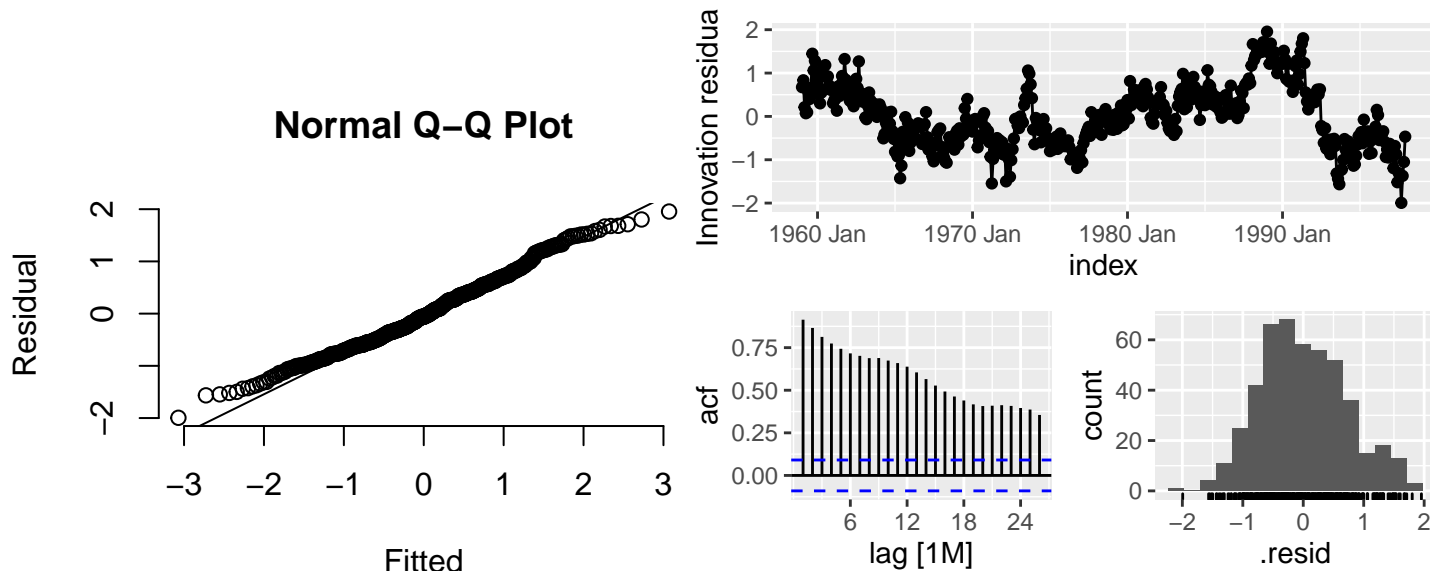 Normal Q−Q Plot
Residual
2
1
0
−2
−3 −2 −1 0 1 2 3
Fitted
Innovation residua
2
1
0
−1
−2
1960 Jan 1970 Jan 1980 Jan 1990 Jan
index
acf
0.75
0.50
0.25
0.00
6 12 18 24
lag [1M]
count
60
40
20
0
−2 −1 0 1 2
.resid